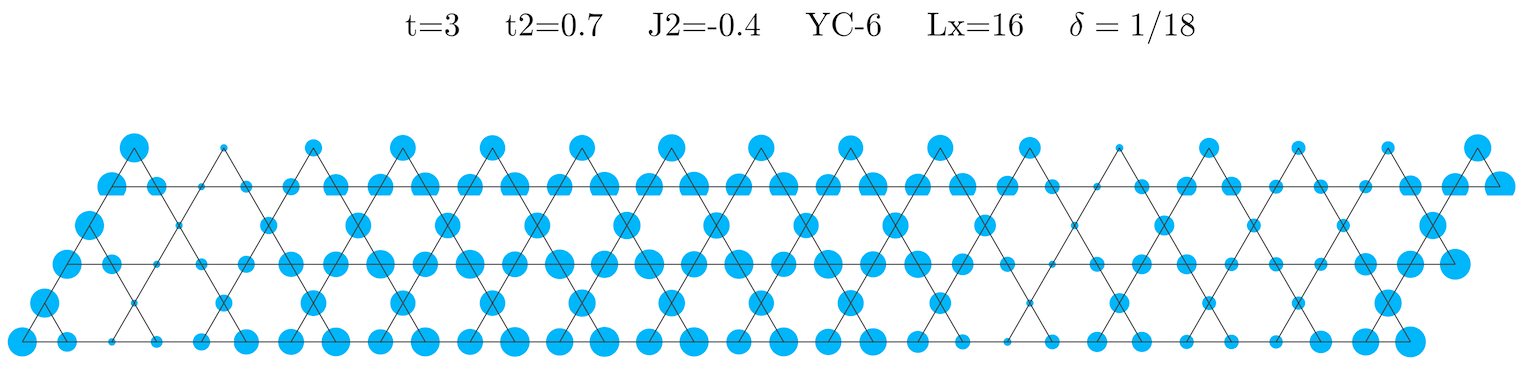 t=3 t2=0.7 J2=-0.4 YC-6 Lx=16 δ = 1/18